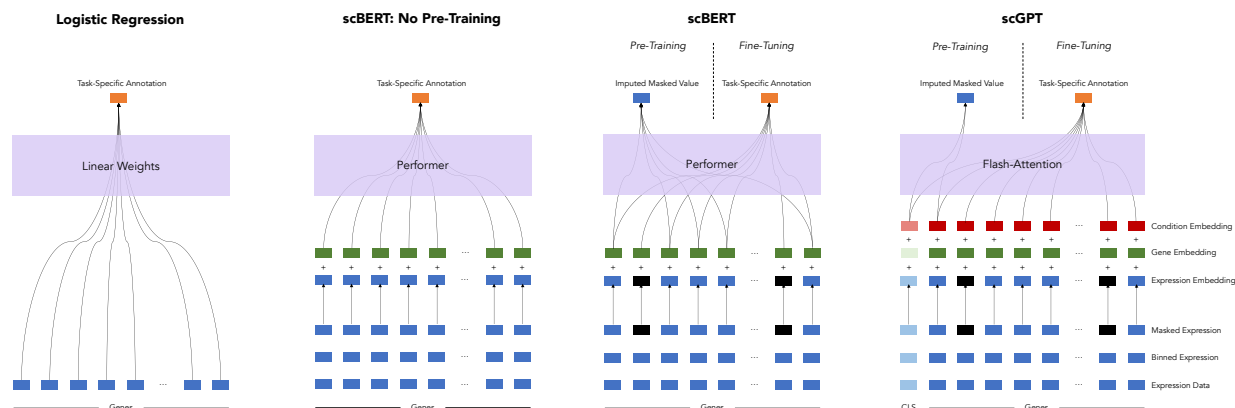 Logistic Regression
scBERT: No Pre-Training
scBERT
scGPT
Pre-Training
Fine-Tuning
Pre-Training
Fine-Tuning
Task-Specific Annotation
Task-Specific Annotation
Imputed Masked Value
Task-Specific Annotation
Imputed Masked Value
Task-Specific Annotation
Linear Weights
Performer
Performer
Flash-Attention
... Condition Embedding
+ + + + + + + +
... ... ... Gene Embedding
+ + + + + + + +
+ + + + + + +
+ + + + + + +
... ... ... Expression Embedding
... ... ... Masked Expression
... ... ... Binned Expression
... ... ... ... Expression Data
Genes
Genes
Genes
CLS
Genes